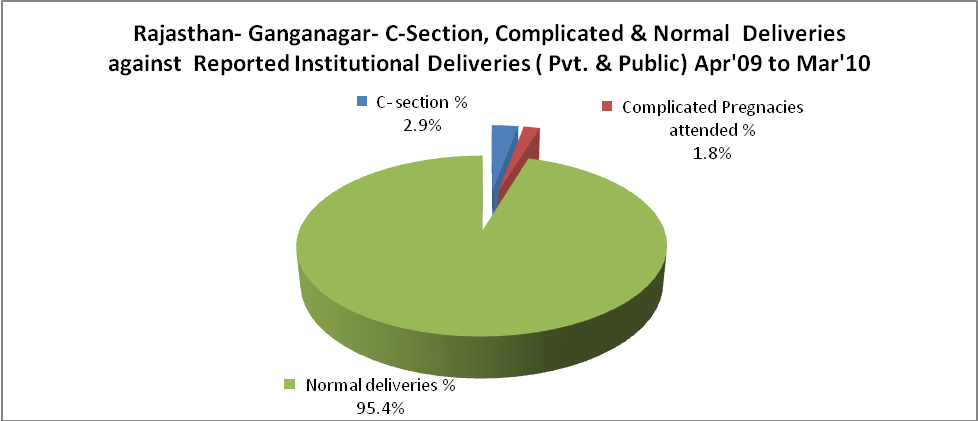 Rajasthan- Ganganagar- C-Section, Complicated & Normal Deliveries
against Reported Institutional Deliveries ( Pvt. & Public) Apr'09 to Mar'10
C- section %
2.9%
Complicated Pregnacies
attended %
1.8%
Normal deliveries %
95.4%